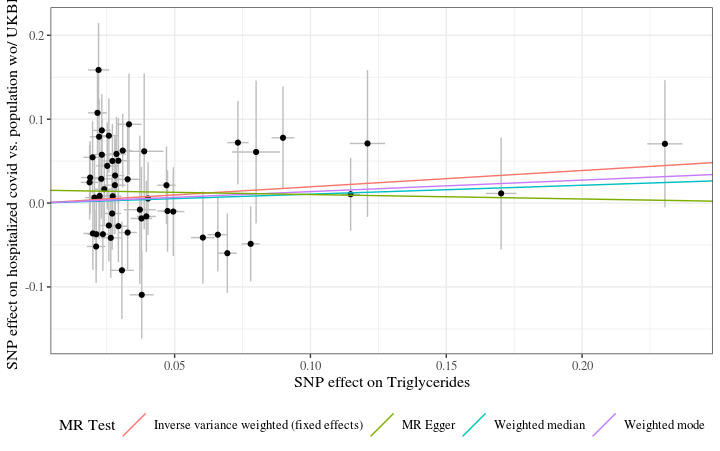 SNP effect on hospitalized covid vs. population wo/
0.2
0.1
0.0
-0.1
0.05
0.10
0.15
0.20
SNP effect on Triglycerides
MR Test
Inverse variance weighted (fixed effects)
MR Egger
Weighted median
Weighted mode